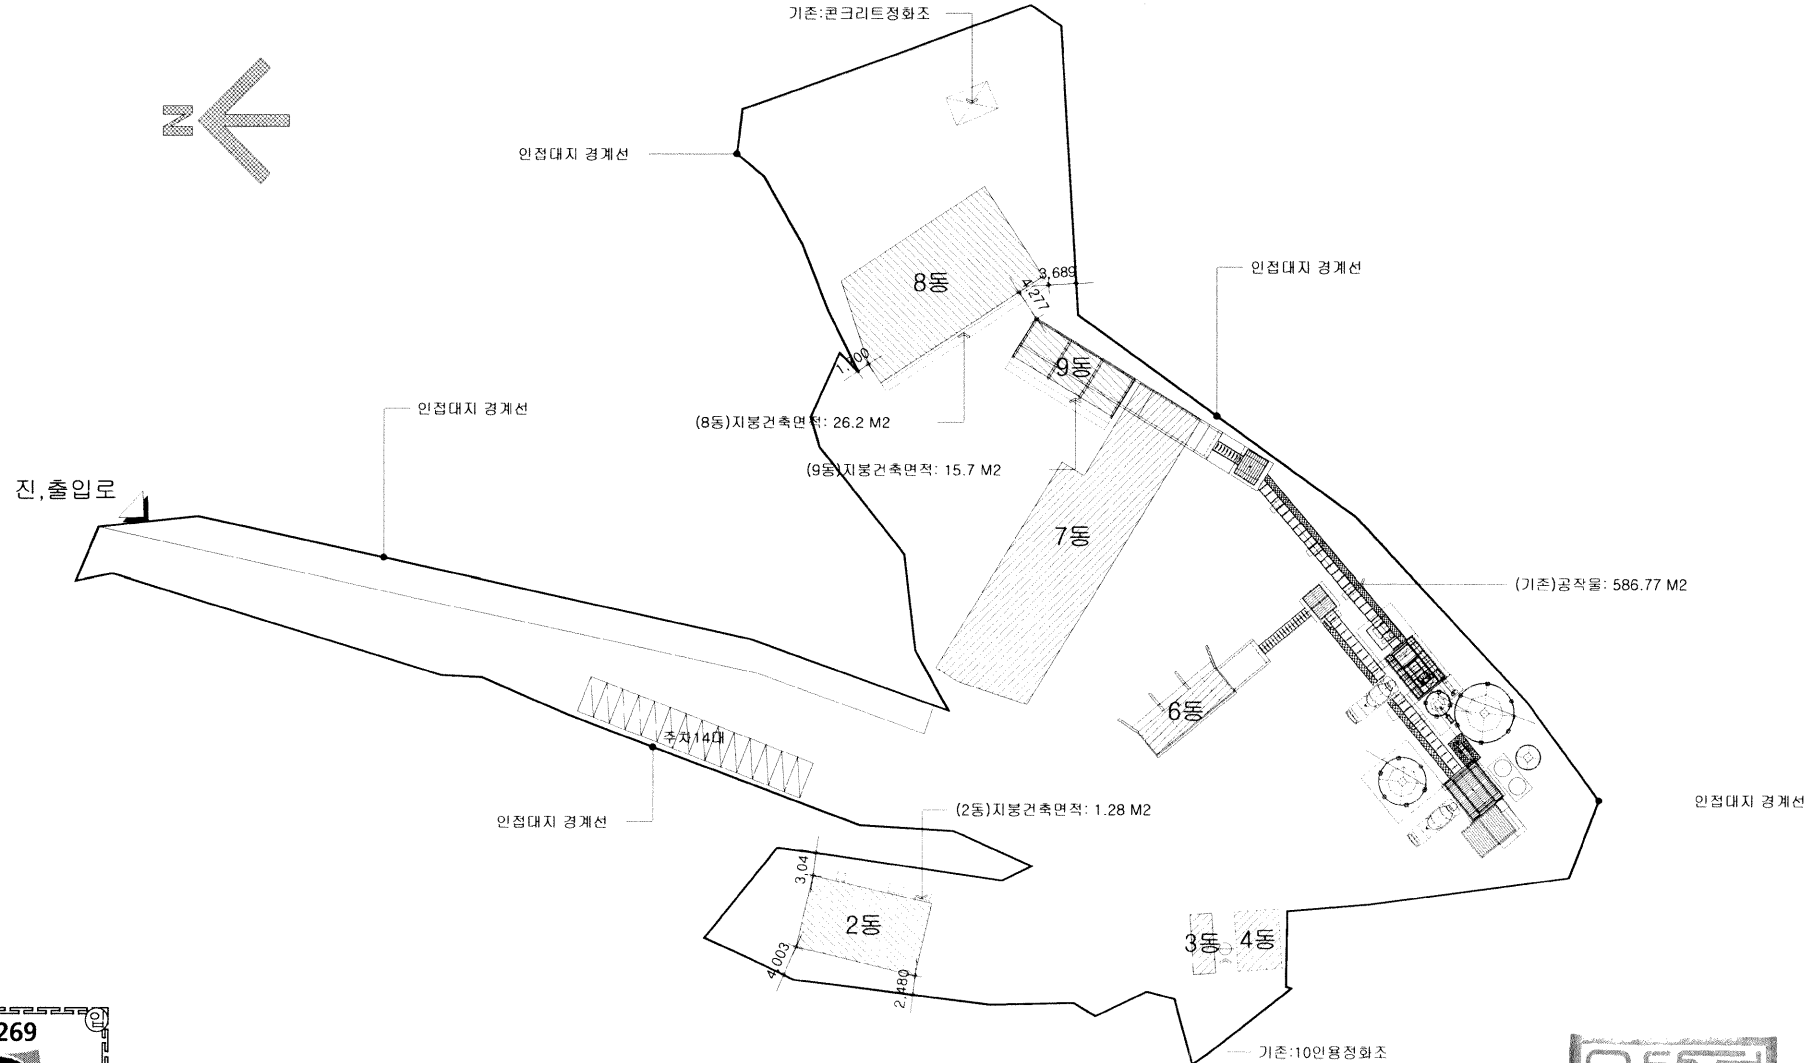 기존:콘크리트정화조
N
인접대지 경계선
인접대지 경계선
8동
3,689
4,277
1,
00
9동
인접대지 경계선
(8동)지붕건축면적: 26.2 M2
(9동)지붕건축면적: 15.7 M2
진,출입로
7동
(기존)공작물: 586.77 M2
6동
주차14대
인접대지 경계선
(2동)지붕건축면적: 1.28 M2
인접대지 경계선
3,04
2동
4,003
2,480
3동
4동
269
기존:10인용정화조